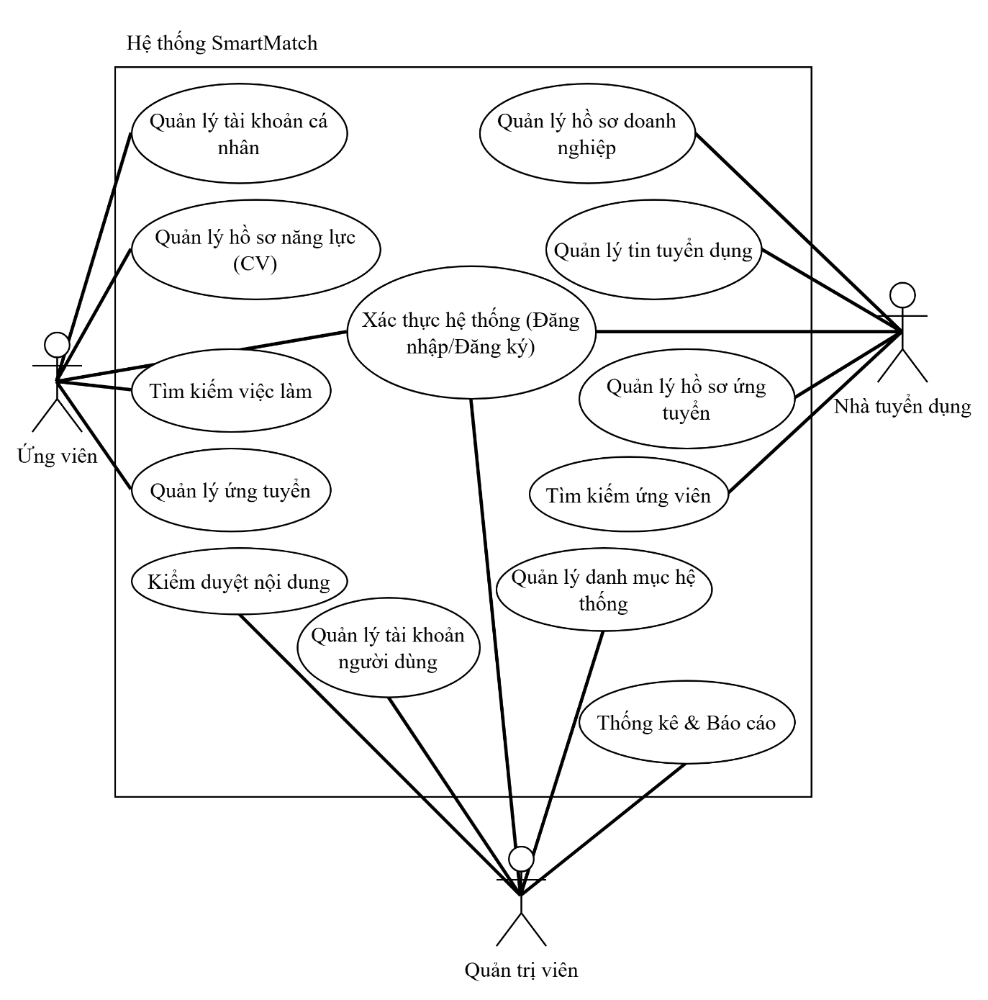 Hệ thống SmartMatch
Quản lý tài khoản cá
nhân
Quản lý hồ sơ doanh
nghiệp
Quản lý hồ sơ năng lực
(CV)
Quản lý tin tuyển dụng
Xác thực hệ thống (Đăng
nhập/Đăng ký)
Tìm kiếm việc làm
Quản lý hồ sơ ứng
tuyển
Nhà tuyển dụng
Ứng viên
Quản lý ứng tuyển
Tìm kiếm ứng viên
Kiểm duyệt nội dung
Quản lý danh mục hệ
thống
Quản lý tài khoản
người dùng
Thống kê & Báo cáo
Quản trị viên